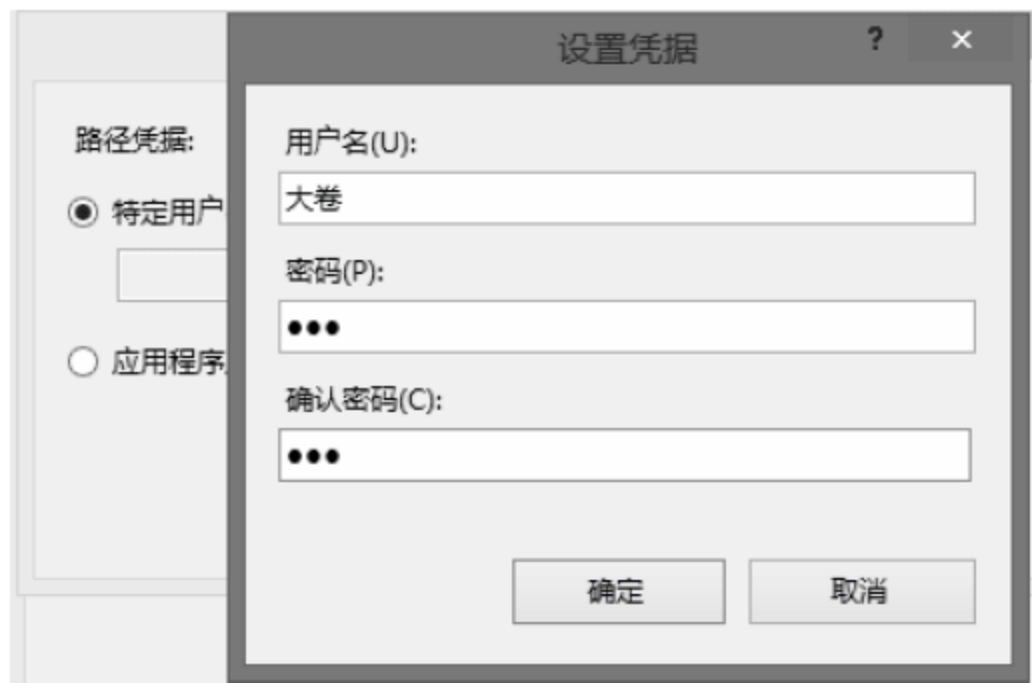 设置凭据
?
×
路径凭据:
特定用户
应用程序
用户名(U):
大卷
密码(P):
●●●
确认密码(C):
●●●
确定
取消